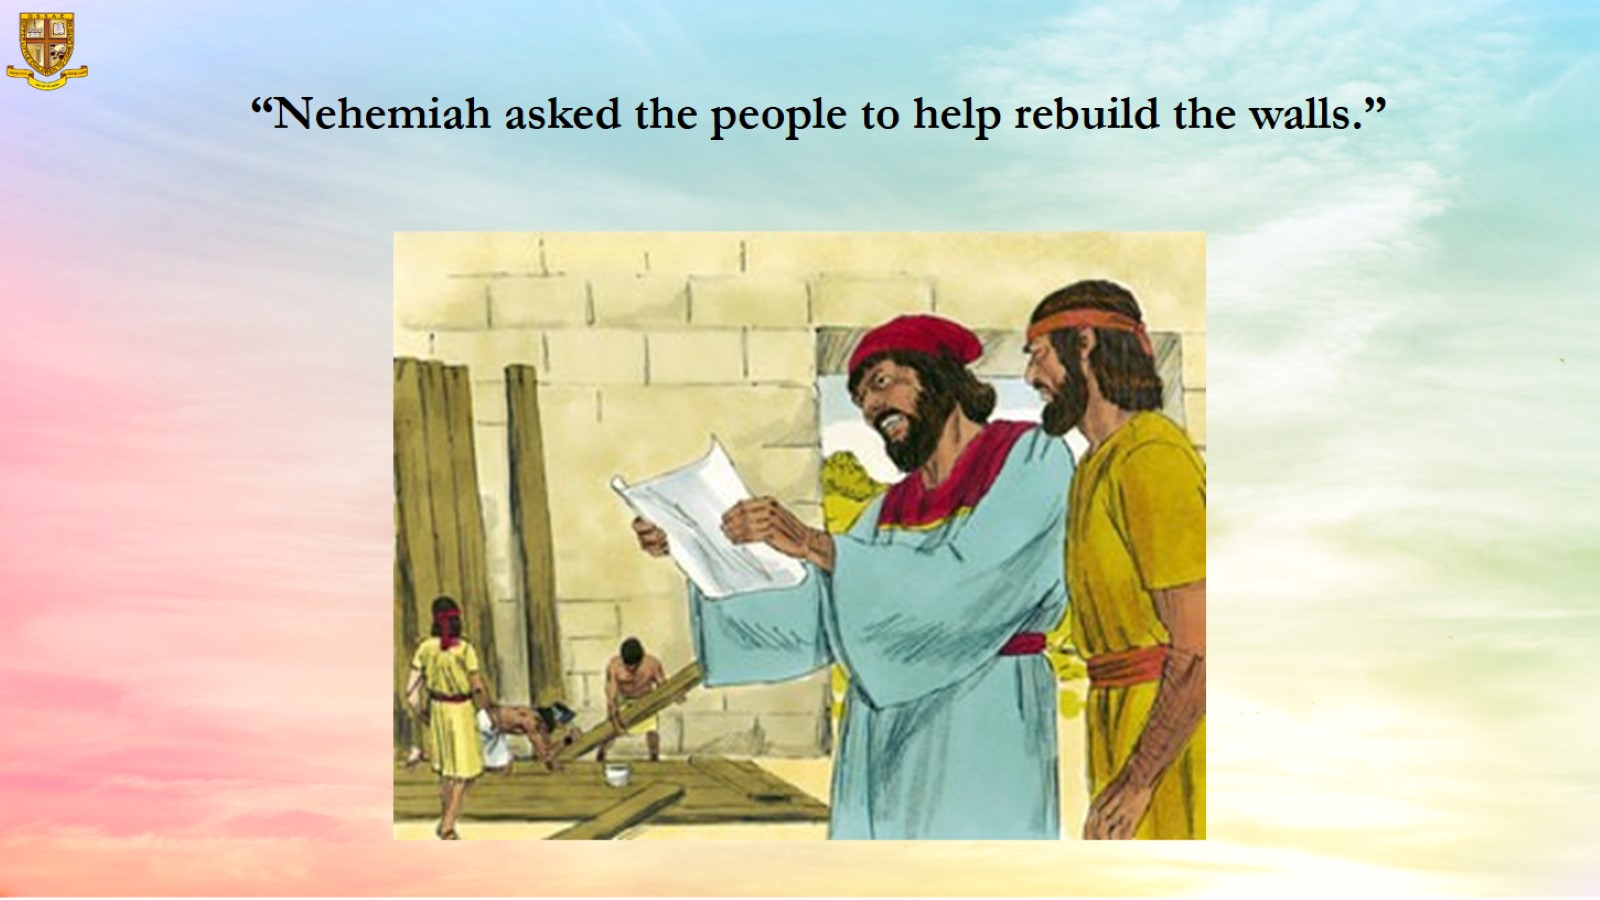 D.S.S.A.E.
“Nehemiah asked the people to help rebuild the walls.”